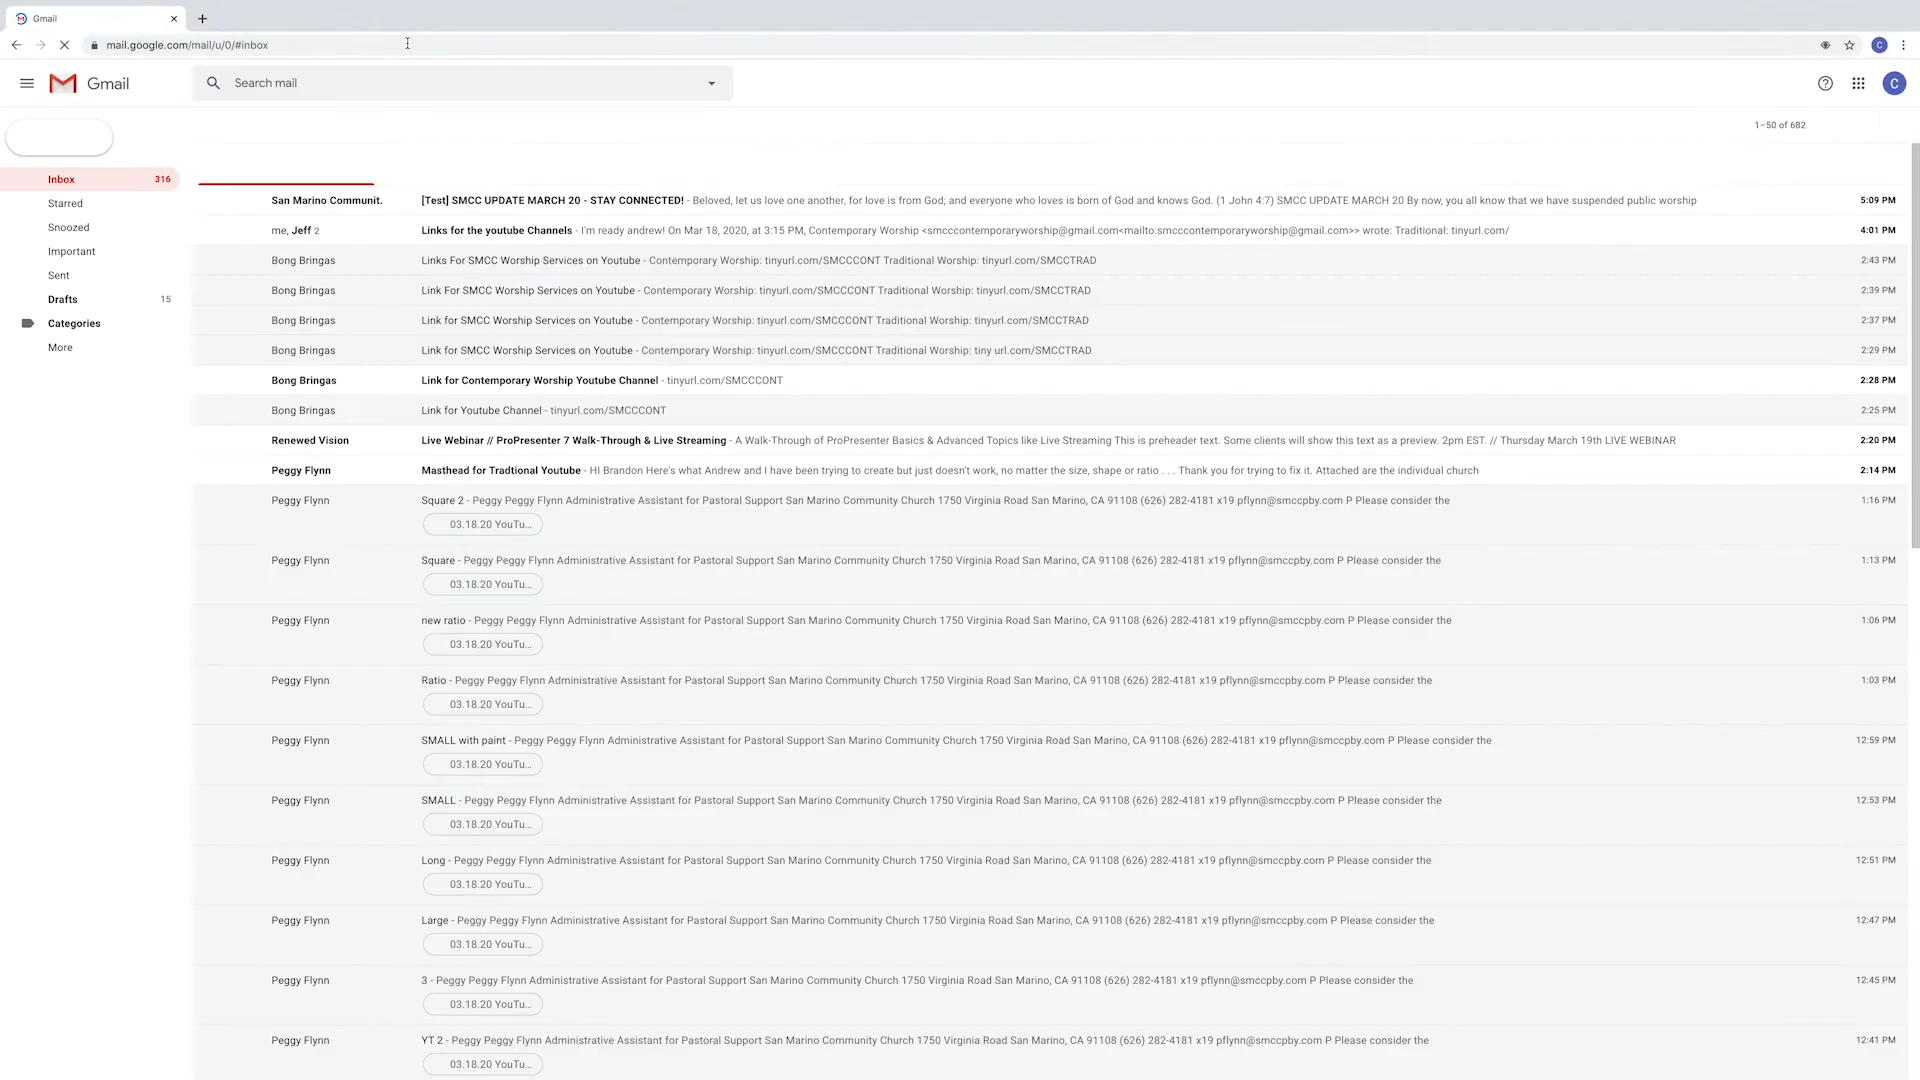 Gmail
mail.google.com/mail/u/0/#inbox
C
Gmail
Search mail
C
1–50 of 682
Inbox 316
Starred
Snoozed
Important
Sent
Drafts 15
Categories
More
San Marino Communit. [Test] SMCC UPDATE MARCH 20 - STAY CONNECTED! - Beloved, let us love one another, for love is from God; and everyone who loves is born of God and knows God. (1 John 4:7) SMCC UPDATE MARCH 20 By now, you all know that we have suspended public worship 5:09 PM
me, Jeff 2 Links for the youtube Channels - I'm ready andrew! On Mar 18, 2020, at 3:15 PM, Contemporary Worship <smcccontemporaryworship@gmail.com<mailto:smcccontemporaryworship@gmail.com>> wrote: Traditional: tinyurl.com/ 4:01 PM
Bong Bringas Links For SMCC Worship Services on Youtube - Contemporary Worship: tinyurl.com/SMCCCONT Traditional Worship: tinyurl.com/SMCCTRAD 2:43 PM
Bong Bringas Link For SMCC Worship Services on Youtube - Contemporary Worship: tinyurl.com/SMCCCONT Traditional Worship: tinyurl.com/SMCCTRAD 2:39 PM
Bong Bringas Link for SMCC Worship Services on Youtube - Contemporary Worship: tinyurl.com/SMCCCONT Traditional Worship: tinyurl.com/SMCCTRAD 2:37 PM
Bong Bringas Link for SMCC Worship Services on Youtube - Contemporary Worship: tinyurl.com/SMCCCONT Traditional Worship: tiny url.com/SMCCTRAD 2:29 PM
Bong Bringas Link for Contemporary Worship Youtube Channel - tinyurl.com/SMCCCONT 2:28 PM
Bong Bringas Link for Youtube Channel - tinyurl.com/SMCCCONT 2:25 PM
Renewed Vision Live Webinar // ProPresenter 7 Walk-Through & Live Streaming - A Walk-Through of ProPresenter Basics & Advanced Topics like Live Streaming This is preheader text. Some clients will show this text as a preview. 2pm EST. // Thursday March 19th LIVE WEBINAR 2:20 PM
Peggy Flynn Masthead for Tradtional Youtube - HI Brandon Here's what Andrew and I have been trying to create but just doesn't work, no matter the size, shape or ratio . . . Thank you for trying to fix it. Attached are the individual church 2:14 PM
Peggy Flynn Square 2 - Peggy Peggy Flynn Administrative Assistant for Pastoral Support San Marino Community Church 1750 Virginia Road San Marino, CA 91108 (626) 282-4181 x19 pflynn@smccpby.com P Please consider the 1:16 PM
03.18.20 YouTu...
Peggy Flynn Square - Peggy Peggy Flynn Administrative Assistant for Pastoral Support San Marino Community Church 1750 Virginia Road San Marino, CA 91108 (626) 282-4181 x19 pflynn@smccpby.com P Please consider the 1:13 PM
03.18.20 YouTu...
Peggy Flynn new ratio - Peggy Peggy Flynn Administrative Assistant for Pastoral Support San Marino Community Church 1750 Virginia Road San Marino, CA 91108 (626) 282-4181 x19 pflynn@smccpby.com P Please consider the 1:06 PM
03.18.20 YouTu...
Peggy Flynn Ratio - Peggy Peggy Flynn Administrative Assistant for Pastoral Support San Marino Community Church 1750 Virginia Road San Marino, CA 91108 (626) 282-4181 x19 pflynn@smccpby.com P Please consider the 1:03 PM
03.18.20 YouTu...
Peggy Flynn SMALL with paint - Peggy Peggy Flynn Administrative Assistant for Pastoral Support San Marino Community Church 1750 Virginia Road San Marino, CA 91108 (626) 282-4181 x19 pflynn@smccpby.com P Please consider the 12:59 PM
03.18.20 YouTu...
Peggy Flynn SMALL - Peggy Peggy Flynn Administrative Assistant for Pastoral Support San Marino Community Church 1750 Virginia Road San Marino, CA 91108 (626) 282-4181 x19 pflynn@smccpby.com P Please consider the 12:53 PM
03.18.20 YouTu...
Peggy Flynn Long - Peggy Peggy Flynn Administrative Assistant for Pastoral Support San Marino Community Church 1750 Virginia Road San Marino, CA 91108 (626) 282-4181 x19 pflynn@smccpby.com P Please consider the 12:51 PM
03.18.20 YouTu...
Peggy Flynn Large - Peggy Peggy Flynn Administrative Assistant for Pastoral Support San Marino Community Church 1750 Virginia Road San Marino, CA 91108 (626) 282-4181 x19 pflynn@smccpby.com P Please consider the 12:47 PM
03.18.20 YouTu...
Peggy Flynn 3 - Peggy Peggy Flynn Administrative Assistant for Pastoral Support San Marino Community Church 1750 Virginia Road San Marino, CA 91108 (626) 282-4181 x19 pflynn@smccpby.com P Please consider the 12:45 PM
03.18.20 YouTu...
Peggy Flynn YT 2 - Peggy Peggy Flynn Administrative Assistant for Pastoral Support San Marino Community Church 1750 Virginia Road San Marino, CA 91108 (626) 282-4181 x19 pflynn@smccpby.com P Please consider the 12:41 PM
03.18.20 YouTu...